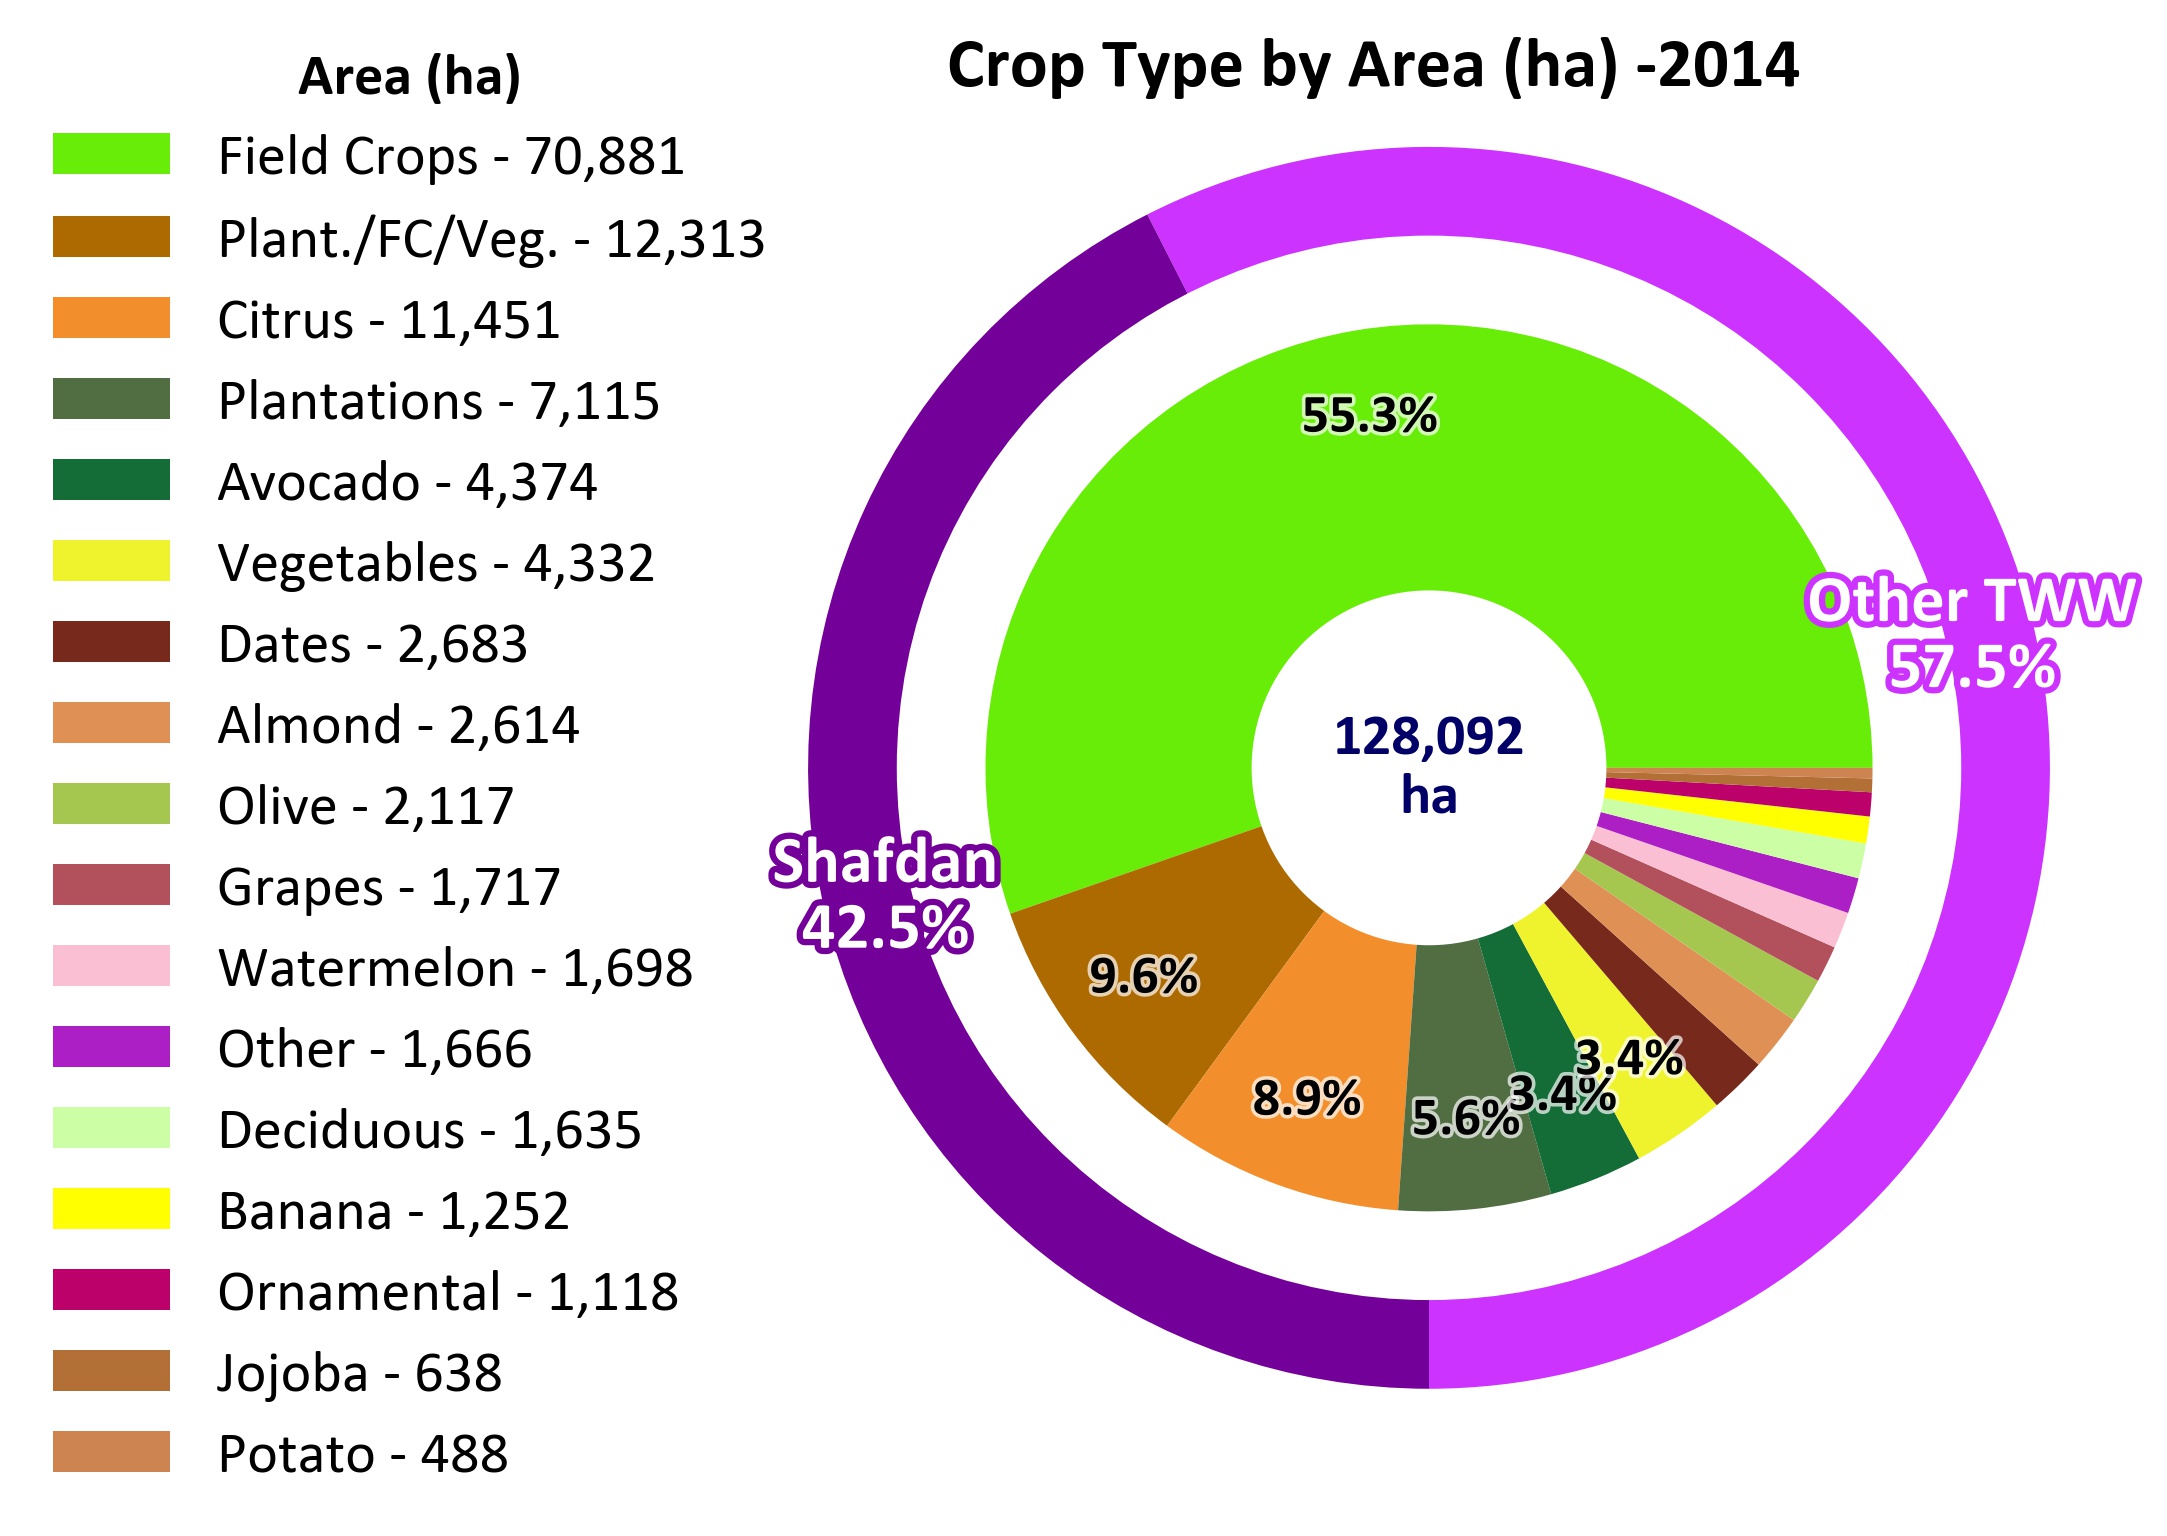 Area (ha)
Field Crops - 70,881
Plant./FC/Veg. - 12,313
Citrus - 11,451
Plantations - 7,115
Avocado - 4,374
Vegetables - 4,332
Dates - 2,683
Almond - 2,614
Olive - 2,117
Grapes - 1,717
Watermelon - 1,698
Other - 1,666
Deciduous - 1,635
Banana - 1,252
Ornamental - 1,118
Jojoba - 638
Potato - 488
Crop Type by Area (ha) -2014
55.3%
Other TWW
57.5%
128,092
ha
Shafdan
42.5%
9.6%
8.9%
5.6%
3.4%
3.4%